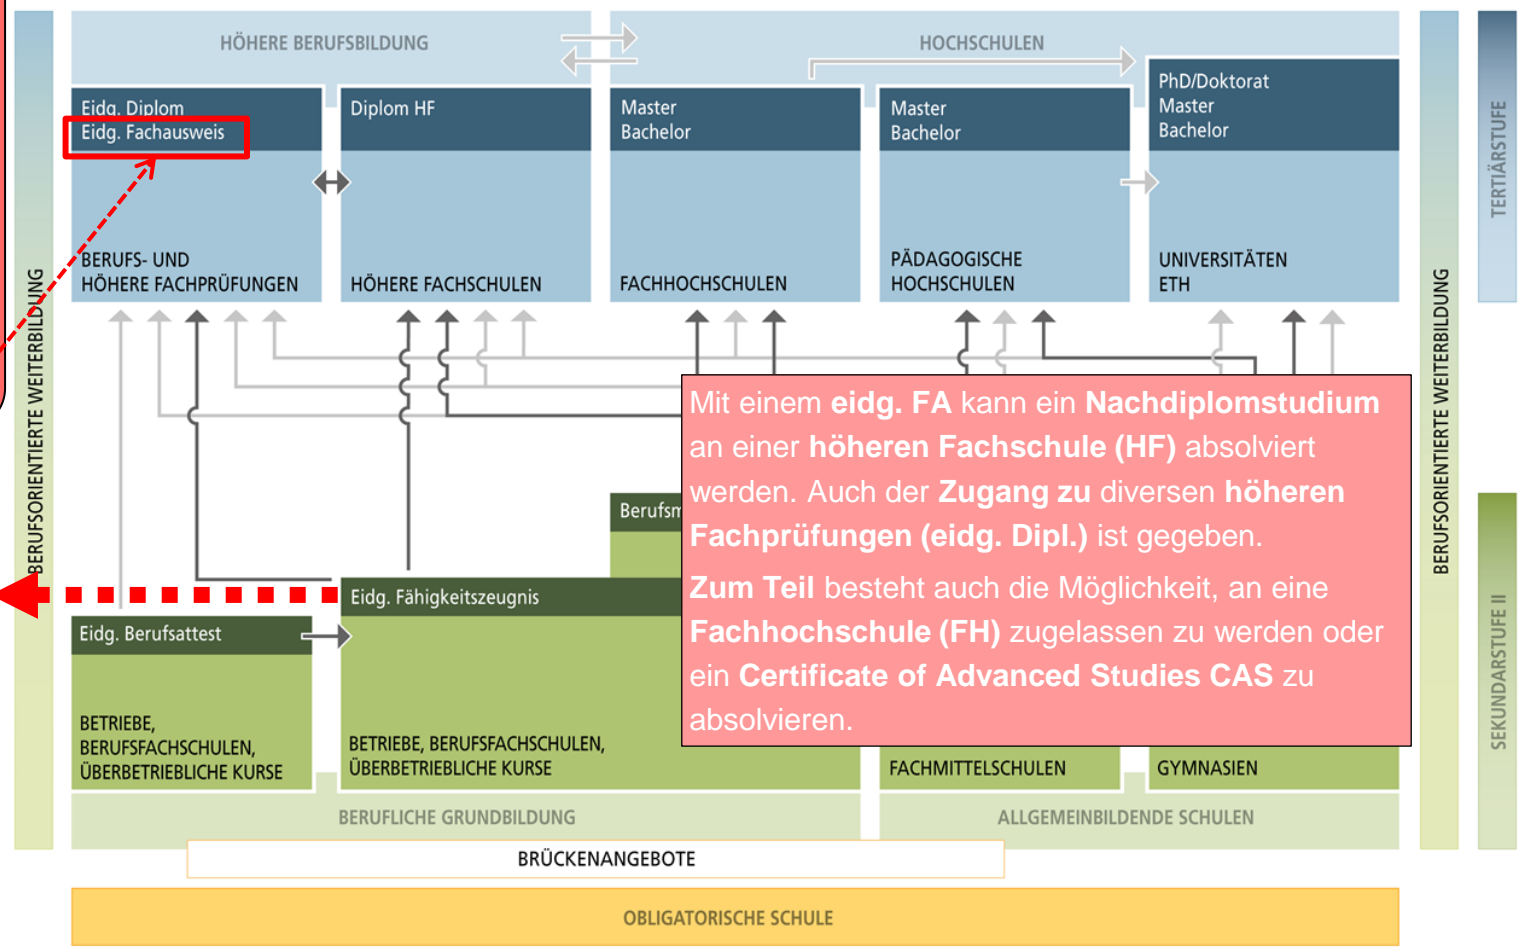 HÖHERE BERUFSBILDUNG
HOCHSCHULEN
Eidg. Diplom
Eidg. Fachausweis
Diplom HF
Master
Bachelor
Master
Bachelor
PhD/Doktorat
Master
Bachelor
BERUFS- UND
HÖHERE FACHPRÜFUNGEN
HÖHERE FACHSCHULEN
FACHHOCHSCHULEN
PÄDAGOGISCHE
HOCHSCHULEN
UNIVERSITÄTEN
ETH
BERUFSORIENTIERTE WEITERBILDUNG
BERUFSORIENTIERTE WEITERBILDUNG
TERTIÄRSTUFE
SEKUNDARSTUFE II
Mit einem eidg. FA kann ein Nachdiplomstudium
an einer höheren Fachschule (HF) absolviert
werden. Auch der Zugang zu diversen höheren
Fachprüfungen (eidg. Dipl.) ist gegeben.
Zum Teil besteht auch die Möglichkeit, an eine
Fachhochschule (FH) zugelassen zu werden oder
ein Certificate of Advanced Studies CAS zu
absolvieren.
Eidg. Fähigkeitszeugnis
Eidg. Berufsattest
BETRIEBE,
BERUFSFACHSCHULEN,
ÜBERBETRIEBLICHE KURSE
BETRIEBE, BERUFSFACHSCHULEN,
ÜBERBETRIEBLICHE KURSE
FACHMITTELSCHULEN
GYMNASIEN
BERUFLICHE GRUNDBILDUNG
ALLGEMEINBILDENDE SCHULEN
BRÜCKENANGEBOTE
OBLIGATORISCHE SCHULE